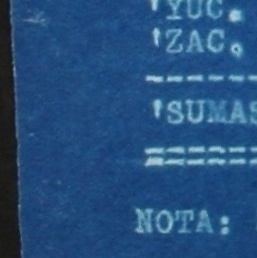 'YUC.
'ZAC.
-----
'SUMAS
=====
NOTA: